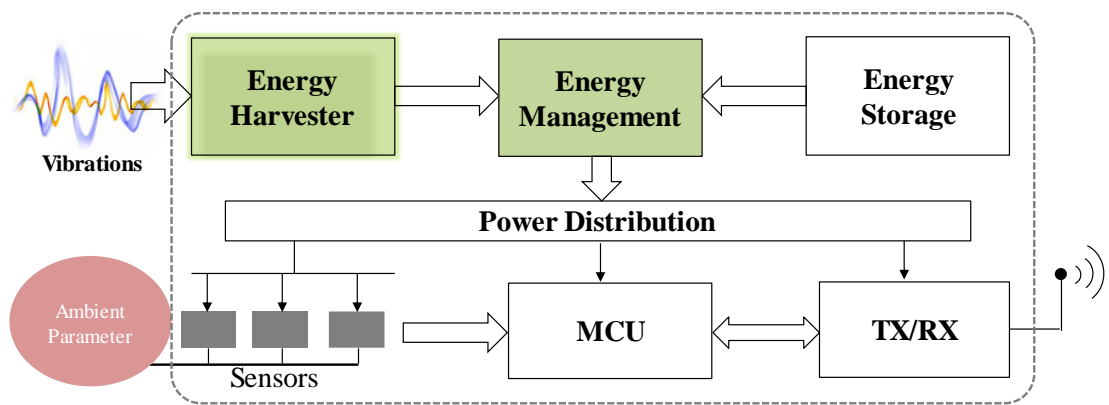 Energy
Harvester
Energy
Management
Energy
Storage
Vibrations
Power Distribution
Ambient
Parameter
MCU
TX/RX
Sensors